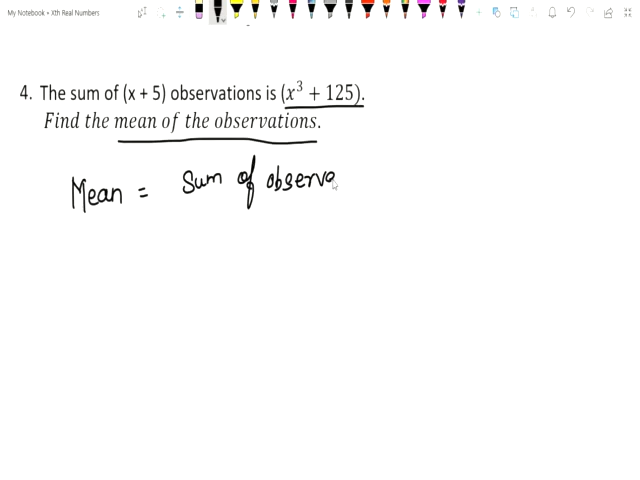 My Notebook • Xth Real Numbers
4. The sum of (x + 5) observations is (x³ + 125).
Find the mean of the observations.
Mean = Sum of observa